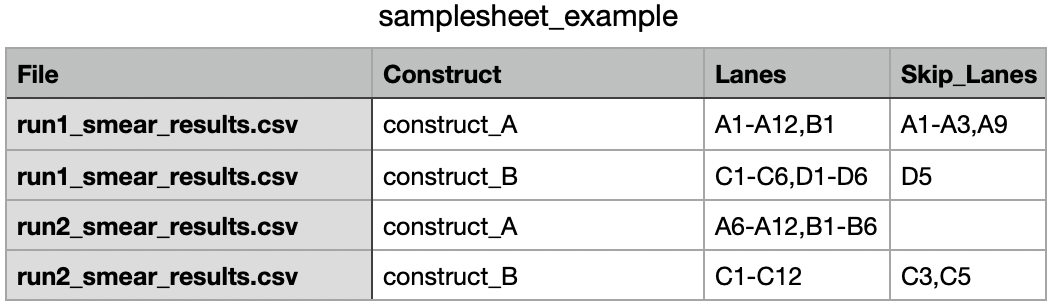 samplesheet_example
File Construct Lanes Skip_Lanes
run1_smear_results.csv construct_A A1-A12,B1 A1-A3,A9
run1_smear_results.csv construct_B C1-C6,D1-D6 D5
run2_smear_results.csv construct_A A6-A12,B1-B6
run2_smear_results.csv construct_B C1-C12 C3,C5